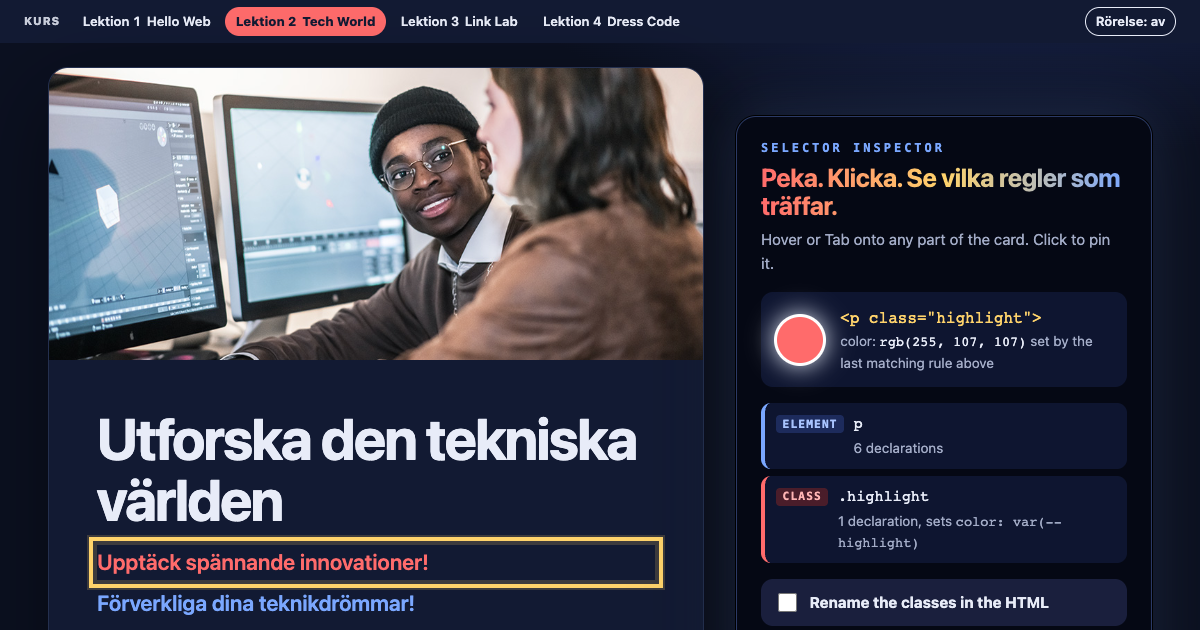 KURS Lektion 1 Hello Web Lektion 2 Tech World Lektion 3 Link Lab Lektion 4 Dress Code Rörelse: av
Utforska den tekniska
världen
Upptäck spännande innovationer!
Förverkliga dina teknikdrömmar!
SELECTOR INSPECTOR
Peka. Klicka. Se vilka regler som
träffar.
Hover or Tab onto any part of the card. Click to pin
it.
<p class="highlight">
color: rgb(255, 107, 107) set by the
last matching rule above
ELEMENT p
6 declarations
CLASS .highlight
1 declaration, sets color: var(--
highlight)
Rename the classes in the HTML